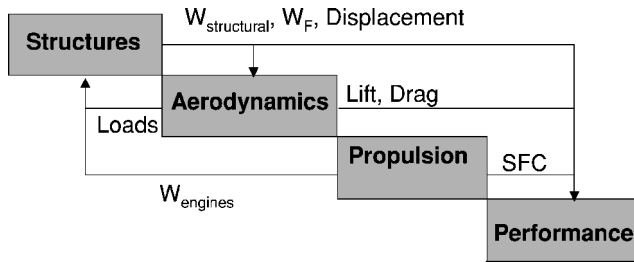 W_structural, W_F, Displacement
Structures
Aerodynamics
Lift, Drag
Loads
Propulsion
SFC
W_engines
Performance